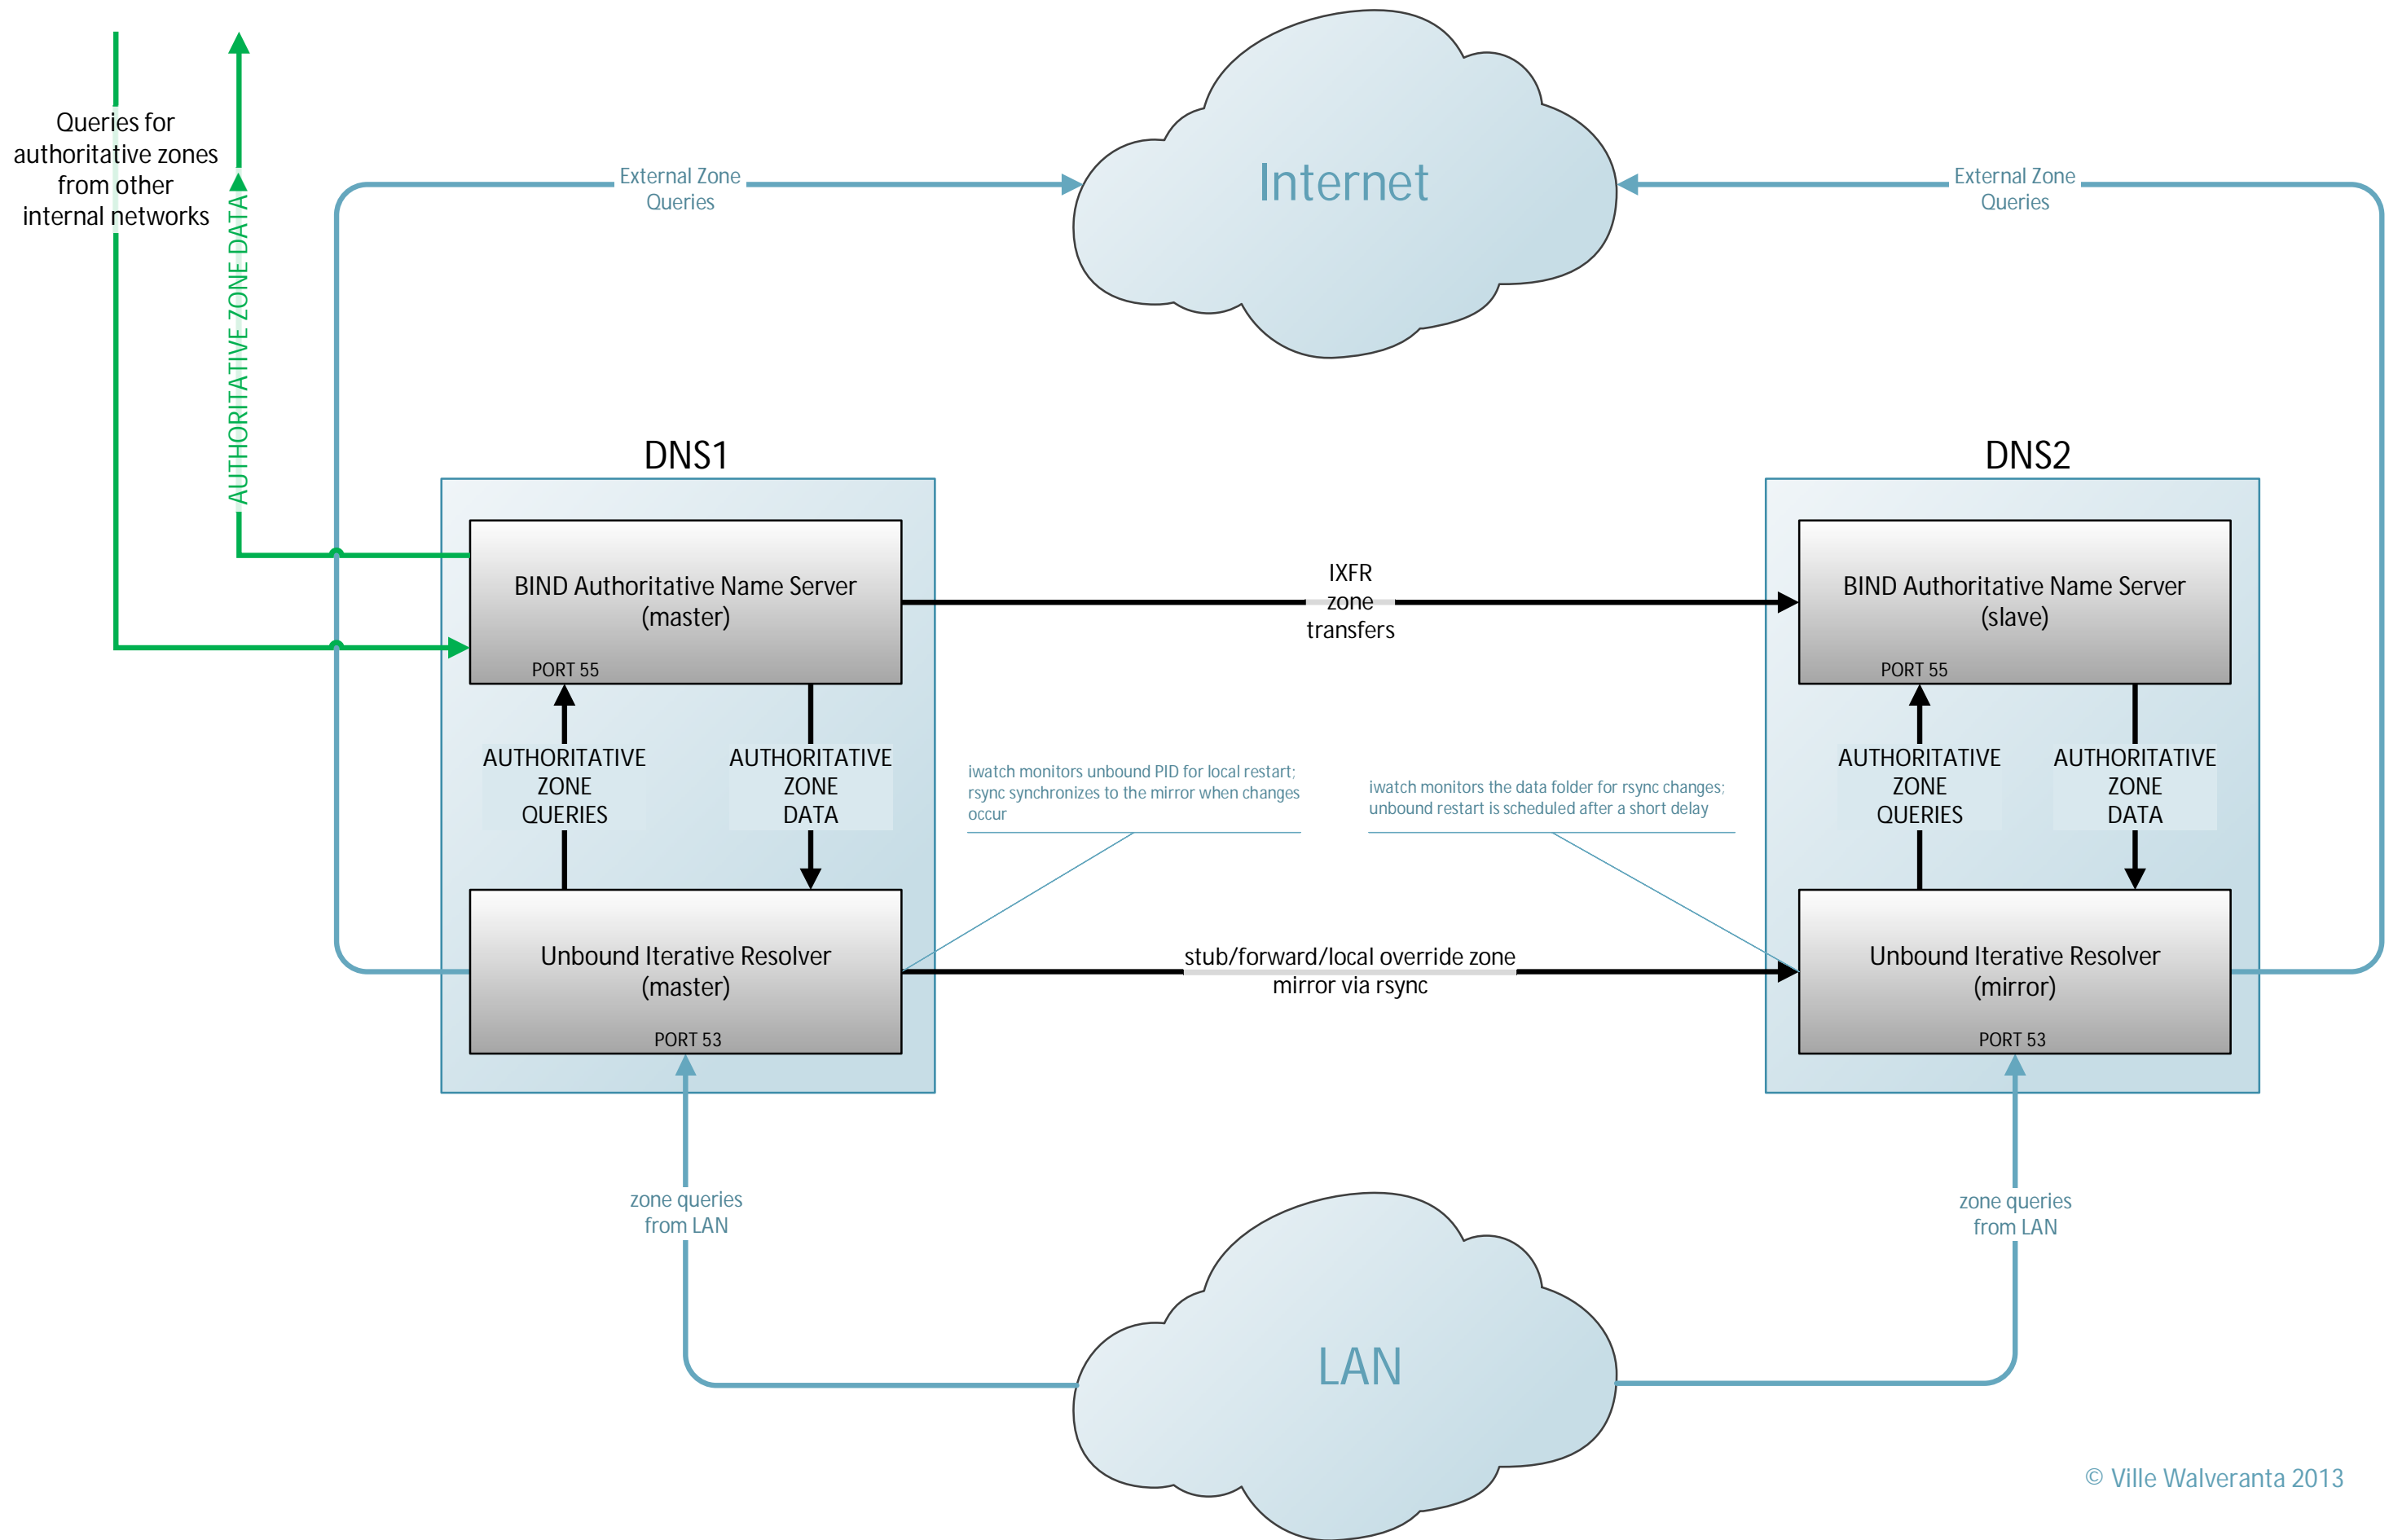 Queries for
authoritative zones
from other
internal networks
AUTHORITATIVE ZONE DATA
External Zone
Queries
Internet
External Zone
Queries
DNS1
BIND Authoritative Name Server
(master)
PORT 55
IXFR
zone
transfers
DNS2
BIND Authoritative Name Server
(slave)
PORT 55
AUTHORITATIVE
ZONE
QUERIES
AUTHORITATIVE
ZONE
DATA
iwatch monitors unbound PID for local restart;
rsync synchronizes to the mirror when changes
occur
iwatch monitors the data folder for rsync changes;
unbound restart is scheduled after a short delay
AUTHORITATIVE
ZONE
QUERIES
AUTHORITATIVE
ZONE
DATA
Unbound Iterative Resolver
(master)
PORT 53
stub/forward/local override zone
mirror via rsync
Unbound Iterative Resolver
(mirror)
PORT 53
zone queries
from LAN
LAN
zone queries
from LAN
© Ville Walveranta 2013